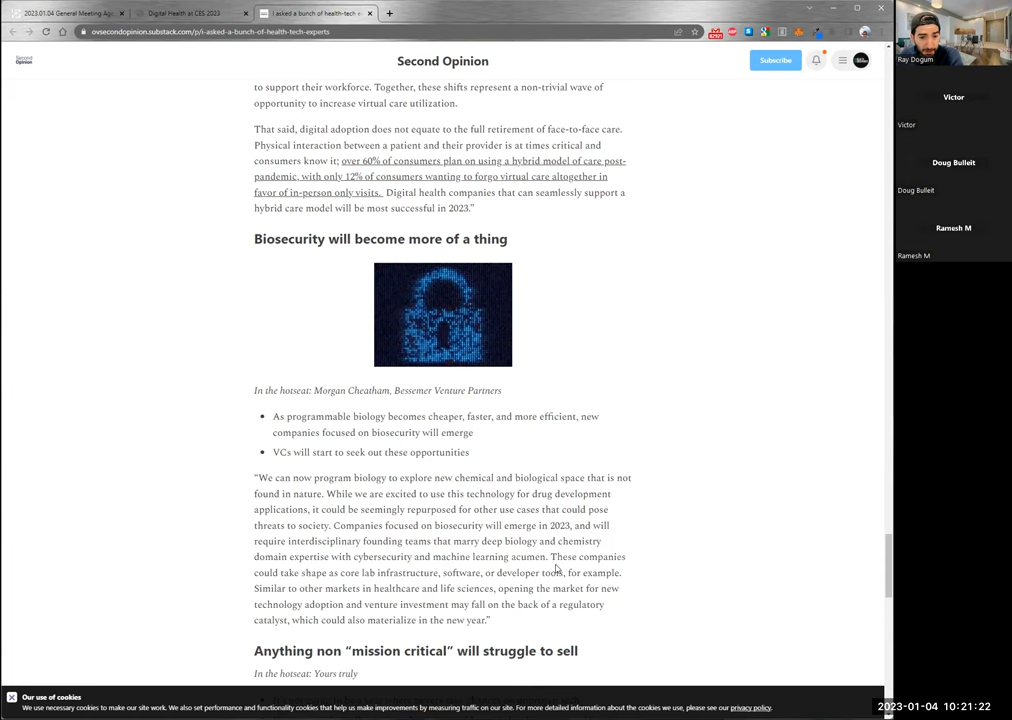 2023.01.04 General Meeting Age
Digital Health at CES 2023
I asked a bunch of health-tech e
ovsecondopinion.substack.com/p/i-asked-a-bunch-of-health-tech-experts
Second
Opinion
Second Opinion
Subscribe
to support their workforce. Together, these shifts represent a non-trivial wave of
opportunity to increase virtual care utilization.
That said, digital adoption does not equate to the full retirement of face-to-face care.
Physical interaction between a patient and their provider is at times critical and
consumers know it; over 60% of consumers plan on using a hybrid model of care post-
pandemic, with only 12% of consumers wanting to forgo virtual care altogether in
favor of in-person only visits. Digital health companies that can seamlessly support a
hybrid care model will be most successful in 2023.”
Biosecurity will become more of a thing
In the hotseat: Morgan Cheatham, Bessemer Venture Partners
• As programmable biology becomes cheaper, faster, and more efficient, new
companies focused on biosecurity will emerge
• VCs will start to seek out these opportunities
“We can now program biology to explore new chemical and biological space that is not
found in nature. While we are excited to use this technology for drug development
applications, it could be seemingly repurposed for other use cases that could pose
threats to society. Companies focused on biosecurity will emerge in 2023, and will
require interdisciplinary founding teams that marry deep biology and chemistry
domain expertise with cybersecurity and machine learning acumen. These companies
could take shape as core lab infrastructure, software, or developer tools, for example.
Similar to other markets in healthcare and life sciences, opening the market for new
technology adoption and venture investment may fall on the back of a regulatory
catalyst, which could also materialize in the new year.”
Anything non “mission critical” will struggle to sell
In the hotseat: Yours truly
Our use of cookies
We use necessary cookies to make our site work. We also set performance and functionality cookies that help us make improvements by measuring traffic on our site. For more detailed information about the cookies we use, please see our privacy policy.
Ray Dogum
Victor
Victor
Doug Bulleit
Doug Bulleit
Ramesh M
Ramesh M
2023-01-04 10:21:22